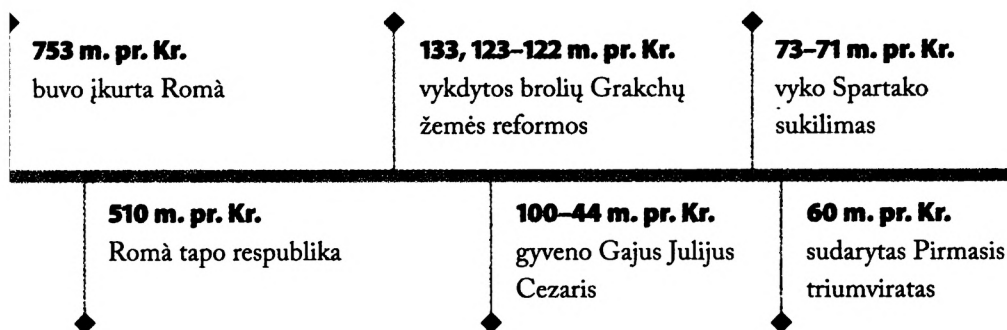 753 m. pr. Kr.
buvo įkurta Romà
133, 123–122 m. pr. Kr.
vykdytos brolių Grakchų
žemės reformos
73–71 m. pr. Kr.
vyko Spartako
sukilimas
510 m. pr. Kr.
Romà tapo respublika
100–44 m. pr. Kr.
gyveno Gajus Julijus
Cezaris
60 m. pr. Kr.
sudarytas Pirmasis
triumviratas